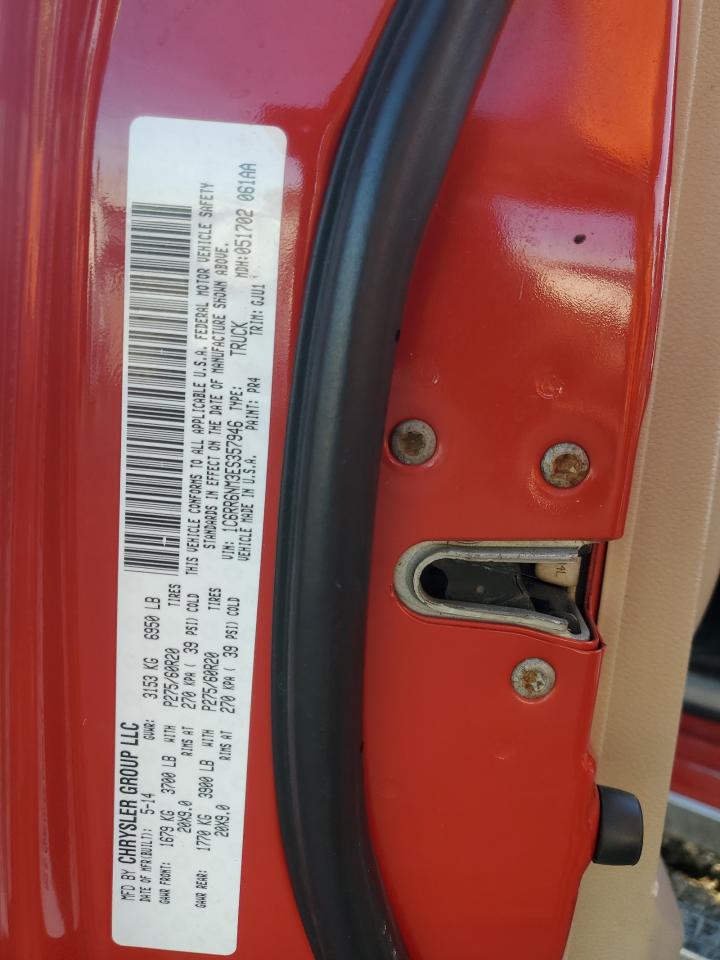 MFD BY CHRYSLER GROUP LLC
DATE OF MFR(BUILT): 5-14 GVWR: 3153 KG 6950 LB
GAWR FRONT: 1679 KG 3700 LB WITH P275/60R20 TIRES
20X9.0 RIMS AT 270 KPA ( 39 PSI) COLD
GAWR REAR: 1770 KG 3900 LB WITH P275/60R20 TIRES
20X9.0 RIMS AT 270 KPA ( 39 PSI) COLD
THIS VEHICLE CONFORMS TO ALL APPLICABLE U.S.A. FEDERAL MOTOR VEHICLE SAFETY
STANDARDS IN EFFECT ON THE DATE OF MANUFACTURE SHOWN ABOVE.
VIN: 1C6RR6NM3ES357946 TYPE: TRUCK MDH:051702 061AA
VEHICLE MADE IN U.S.A. PAINT: PR4 TRIM: GJU1